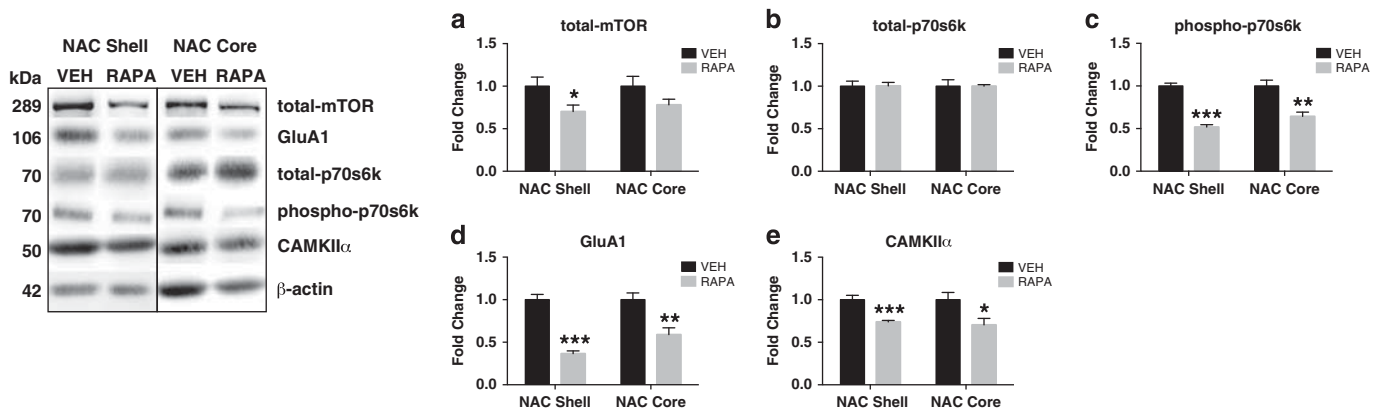 NAC Shell NAC Core
kDa VEH RAPA VEH RAPA
289 total-mTOR
106 GluA1
70 total-p70s6k
70 phospho-p70s6k
50 CAMKIIα
42 β-actin
a
total-mTOR
Fold Change
1.5
1.0
0.5
0.0
VEH
RAPA
*
NAC Shell NAC Core
b
total-p70s6k
Fold Change
1.5
1.0
0.5
0.0
VEH
RAPA
NAC Shell NAC Core
c
phospho-p70s6k
Fold Change
1.5
1.0
0.5
0.0
VEH
RAPA
*** **
NAC Shell NAC Core
d
GluA1
Fold Change
1.5
1.0
0.5
0.0
VEH
RAPA
*** **
NAC Shell NAC Core
e
CAMKIIα
Fold Change
1.5
1.0
0.5
0.0
VEH
RAPA
*** *
NAC Shell NAC Core